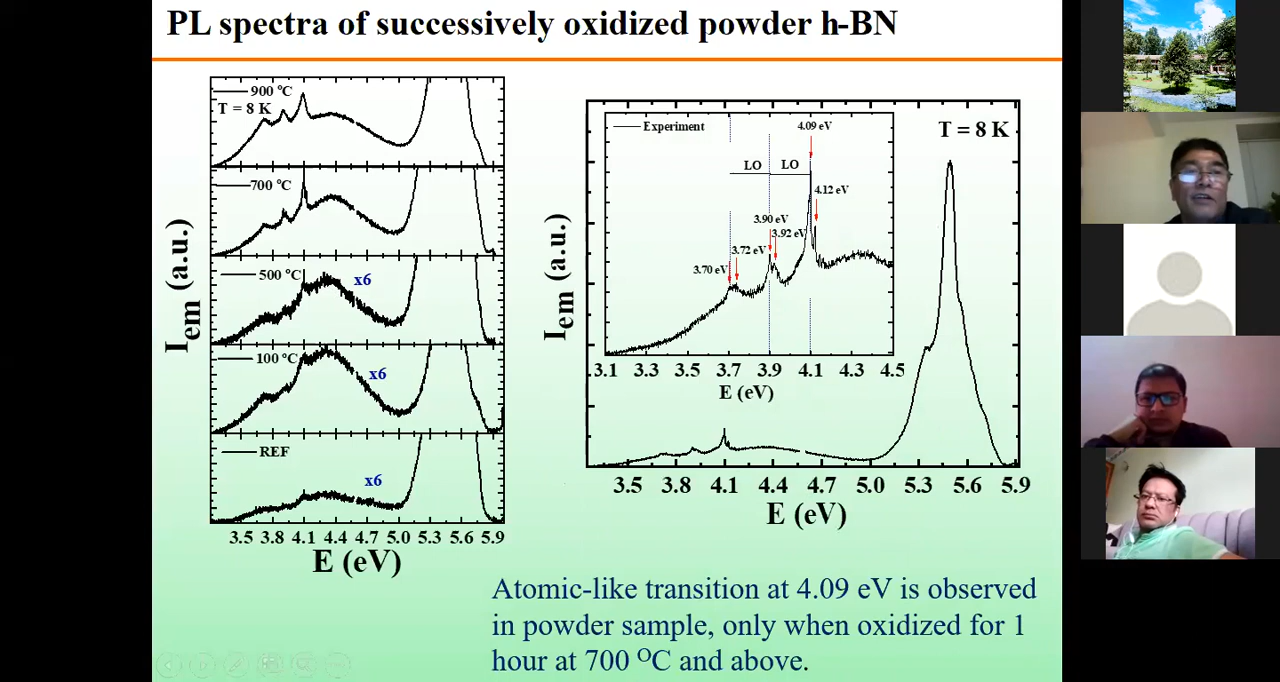 PL spectra of successively oxidized powder h-BN
900 ºC
T = 8 K
700 ºC
500 ºC
x6
100 ºC
x6
REF
x6
Iem (a.u.)
3.5 3.8 4.1 4.4 4.7 5.0 5.3 5.6 5.9
E (eV)
T = 8 K
Experiment
4.09 eV
LO LO
4.12 eV
3.90 eV
3.92 eV
3.72 eV
3.70 eV
3.1 3.3 3.5 3.7 3.9 4.1 4.3 4.5
E (eV)
Iem (a.u.)
3.5 3.8 4.1 4.4 4.7 5.0 5.3 5.6 5.9
E (eV)
Atomic-like transition at 4.09 eV is observed
in powder sample, only when oxidized for 1
hour at 700 OC and above.